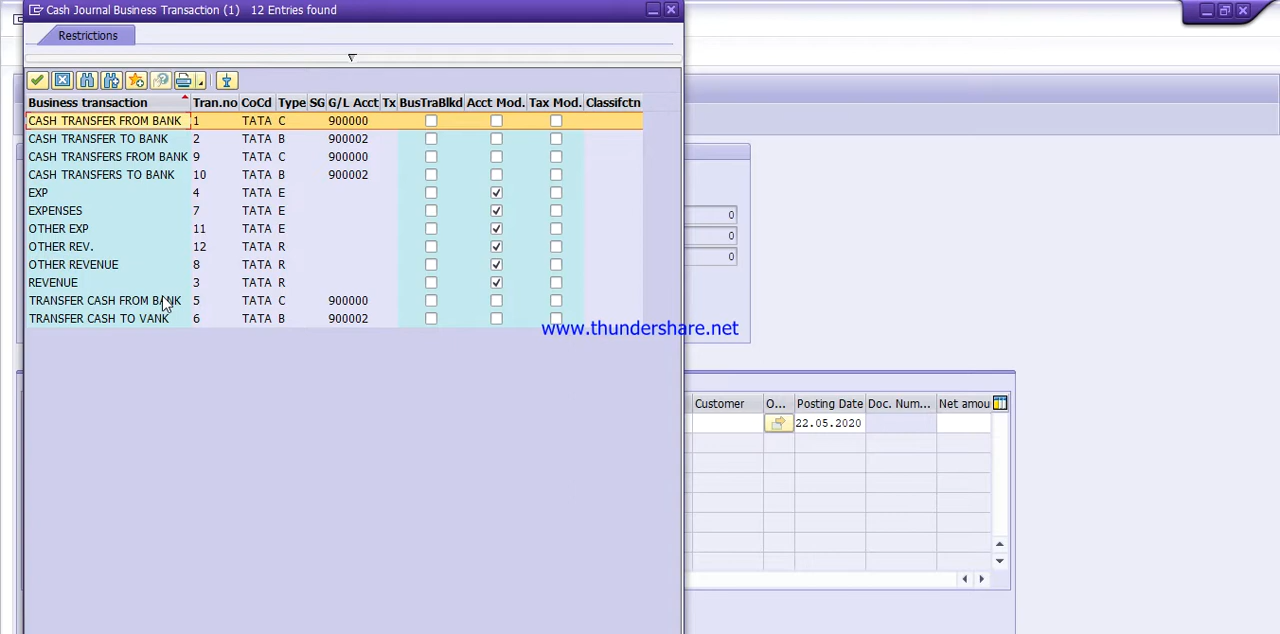 Cash Journal Business Transaction (1)   12 Entries found
Restrictions
Business transaction Tran.no CoCd Type SG G/L Acct Tx BusTraBlkd Acct Mod. Tax Mod. Classifctn
CASH TRANSFER FROM BANK 1 TATA C 900000
CASH TRANSFER TO BANK 2 TATA B 900002
CASH TRANSFERS FROM BANK 9 TATA C 900000
CASH TRANSFERS TO BANK 10 TATA B 900002
EXP 4 TATA E
EXPENSES 7 TATA E
OTHER EXP 11 TATA E
OTHER REV. 12 TATA R
OTHER REVENUE 8 TATA R
REVENUE 3 TATA R
TRANSFER CASH FROM BANK 5 TATA C 900000
TRANSFER CASH TO VANK 6 TATA B 900002
0
0
0
www.thundershare.net
Customer O... Posting Date Doc. Num... Net amou
22.05.2020